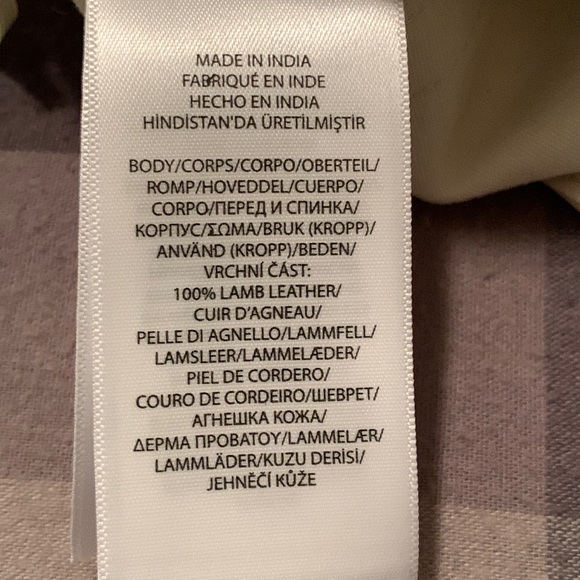 MADE IN INDIA
FABRIQUÉ EN INDE
HECHO EN INDIA
HİNDİSTAN'DA ÜRETİLMİŞTİR
BODY/CORPS/CORPO/OBERTEIL/
ROMP/HOVEDDEL/CUERPO/
CORPO/ПЕРЕД И СПИНКА/
КОРПУС/ΣΩΜΑ/BRUK (KROPP)/
ANVÄND (KROPP)/BEDEN/
VRCHNÍ ČÁST:
100% LAMB LEATHER/
CUIR D'AGNEAU/
PELLE DI AGNELLO/LAMMFELL/
LAMSLEER/LAMMELÆDER/
PIEL DE CORDERO/
COURO DE CORDEIRO/ШЕВРЕТ/
АГНЕШКА КОЖА/
ΔΕΡΜΑ ΠΡΟΒΑΤΟΥ/LAMMELÆR/
LAMMLÄDER/KUZU DERİSİ/
JEHNĚČÍ KŮŽE